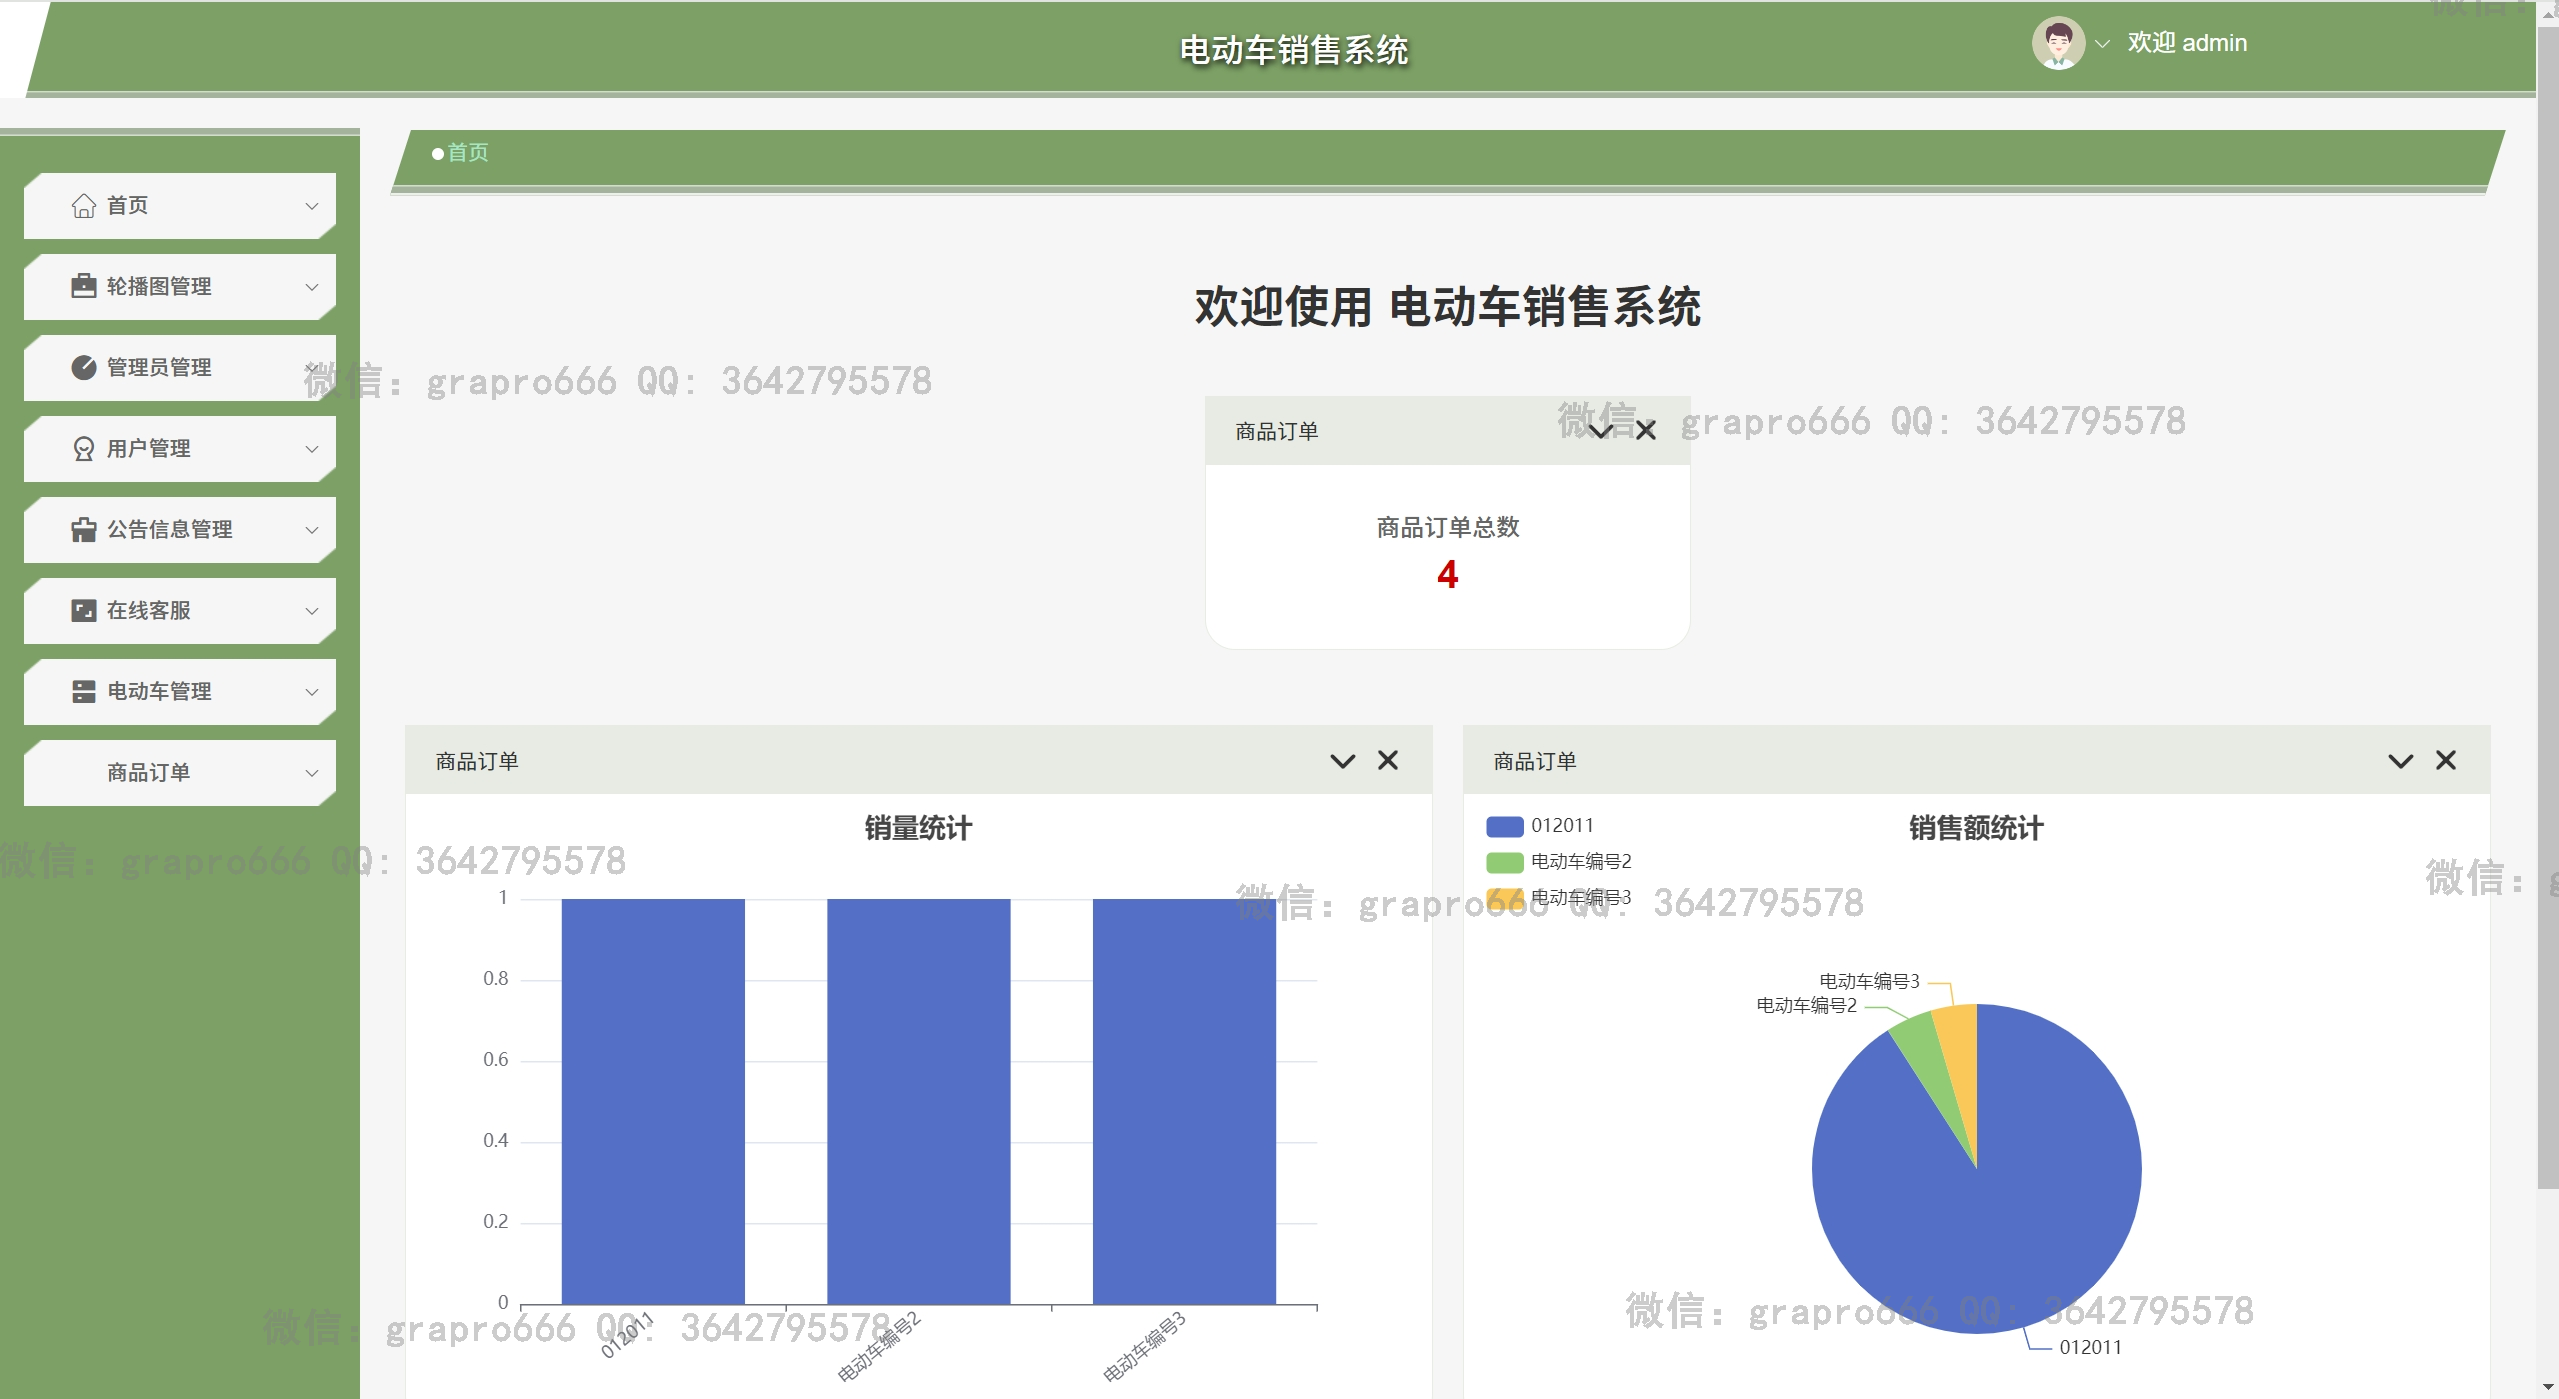 电动车销售系统
欢迎 admin
首页
首页
轮播图管理
管理员管理
用户管理
公告信息管理
在线客服
电动车管理
商品订单
欢迎使用 电动车销售系统
微信: grapro666 QQ: 3642795578
微信: grapro666 QQ: 3642795578
商品订单
商品订单总数
4
商品订单
销量统计
微信: grapro666 QQ: 3642795578
1
0.8
0.6
0.4
0.2
0
012011
电动车编号2
电动车编号3
微信: grapro666 QQ: 3642795578
商品订单
销售额统计
012011
电动车编号2
电动车编号3
微信: grapro666 QQ: 3642795578
微信: g
电动车编号3
电动车编号2
012011
微信: grapro666 QQ: 3642795578